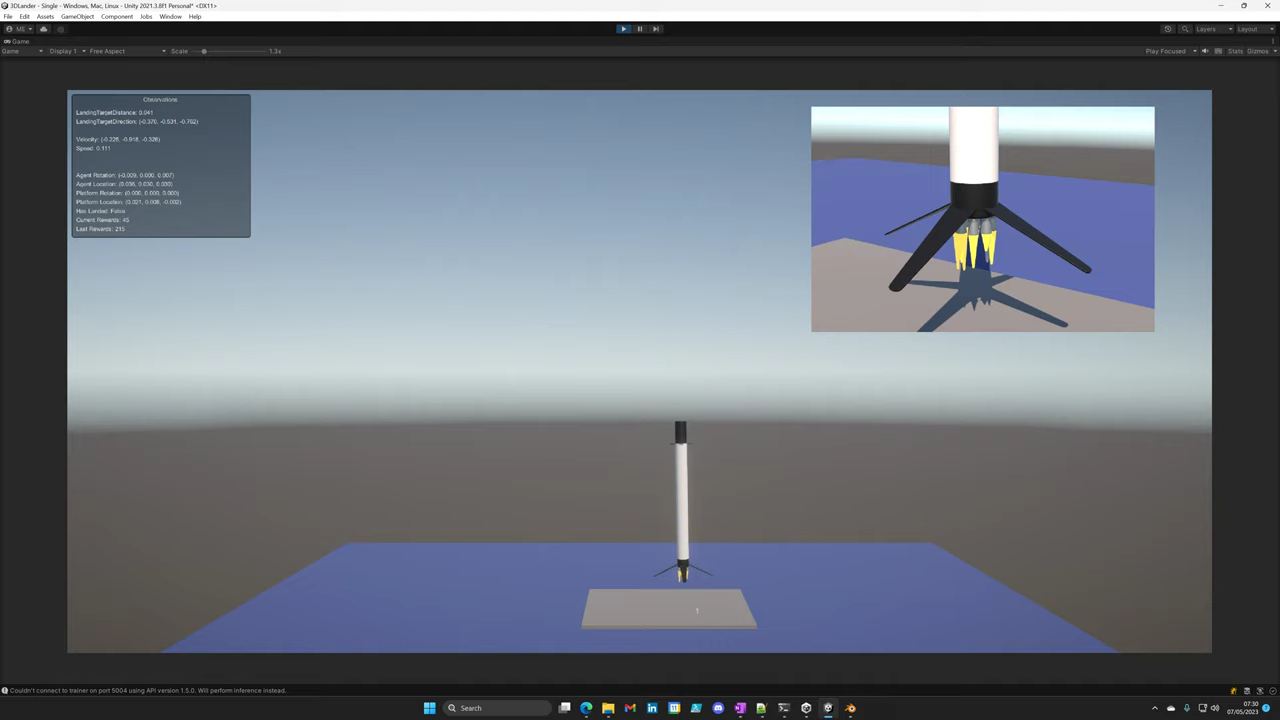 3DLander - Single - Windows, Mac, Linux - Unity 2021.3.8f1 Personal* <DX11>
File Edit Assets GameObject Component Jobs Window Help
ME Layers Layout
Game
Game Display 1 Free Aspect Scale 1.3x Play Focused Stats Gizmos
Observations
LandingTargetDistance: 0.041
LandingTargetDirection: (-0.370, -0.531, -0.762)
Velocity: (-0.226, -0.918, -0.326)
Speed: 0.111
Agent Rotation: (-0.009, 0.000, 0.007)
Agent Location: (0.036, 0.030, 0.030)
Platform Rotation: (0.000, 0.000, 0.000)
Platform Location: (0.021, 0.008, -0.002)
Has Landed: False
Current Rewards: 45
Last Rewards: 215
Couldn't connect to trainer on port 5004 using API version 1.5.0. Will perform inference instead.
Search
07:30
07/05/2023